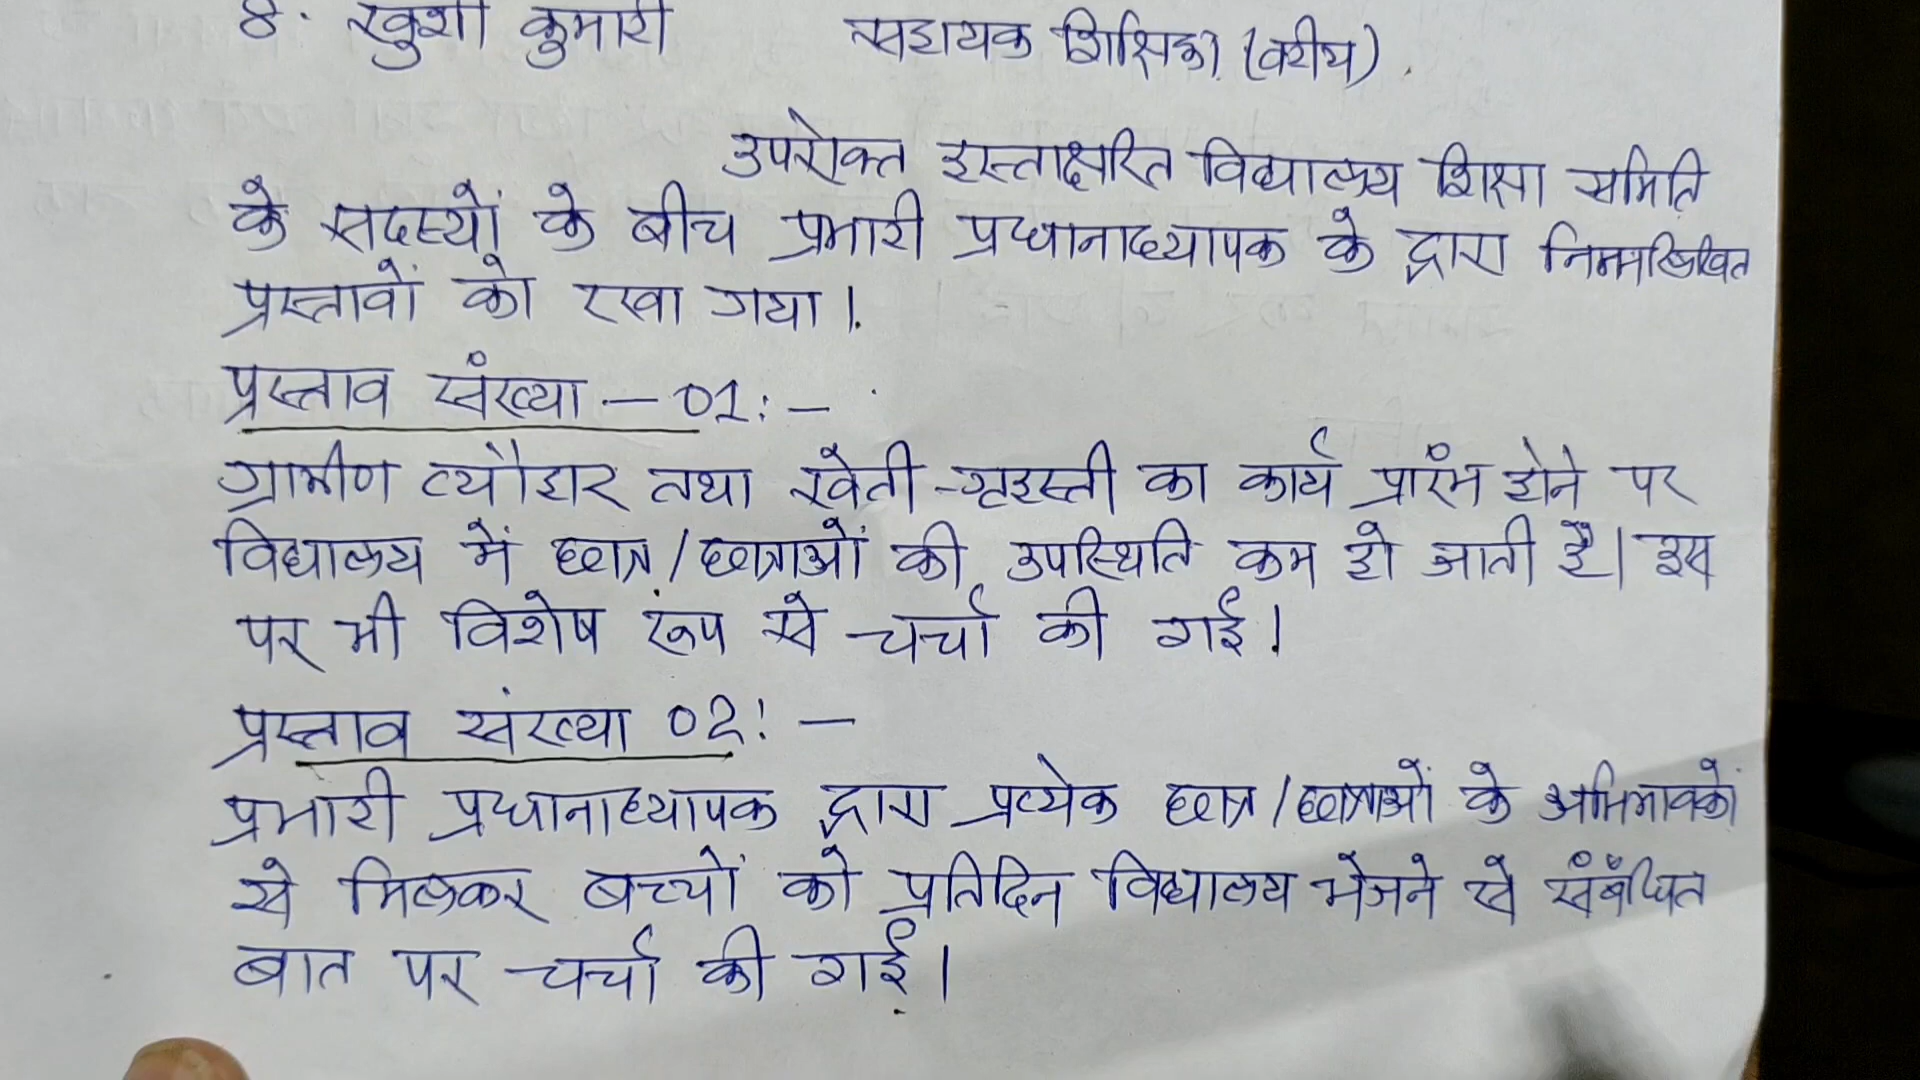 8. खुशी कुमारी सहायक शिक्षिका (वरीय).
उपरोक्त हस्ताक्षरित विद्यालय शिक्षा समिति
के सदस्यों के बीच प्रभारी प्रधानाध्यापक के द्वारा निम्नलिखित
प्रस्तावों को रखा गया।
प्रस्ताव संख्या - 01: -
ग्रामीण त्यौहार तथा खेती-गृहस्ती का कार्य प्रारंभ होने पर
विद्यालय में छात्र/छात्राओं की उपस्थिति कम हो जाती है। इस
पर भी विशेष रूप से चर्चा की गई।
प्रस्ताव संख्या 02: -
प्रभारी प्रधानाध्यापक द्वारा प्रत्येक छात्र/छात्राओं के अभिभावकों
से मिलकर बच्चों को प्रतिदिन विद्यालय भेजने से संबंधित
बात पर चर्चा की गई।